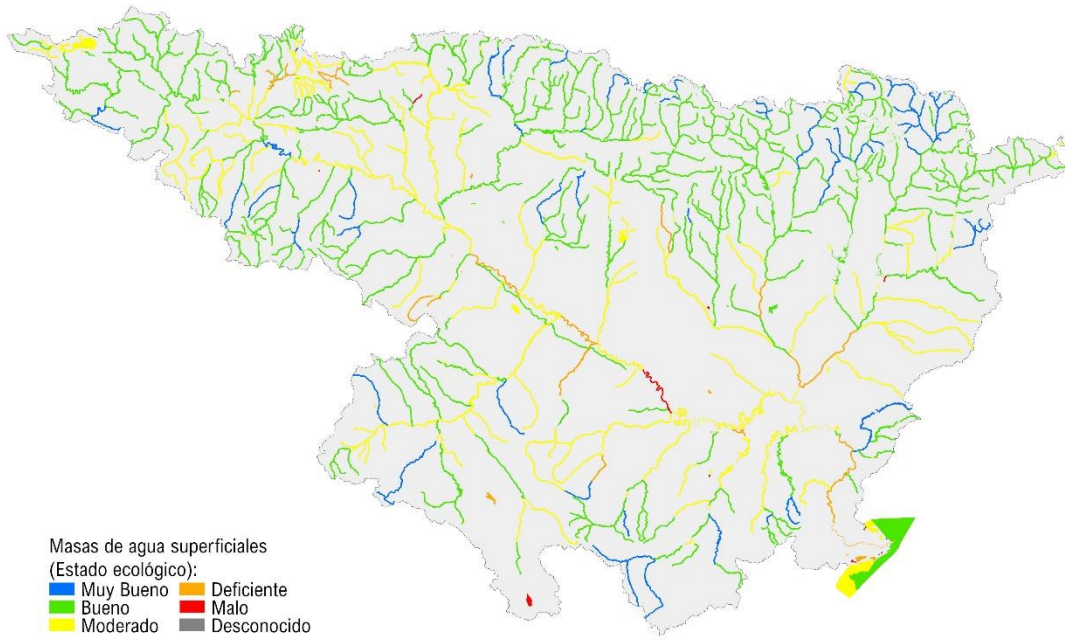 Masas de agua superficiales
(Estado ecológico):
Muy Bueno Deficiente
Bueno Malo
Moderado Desconocido